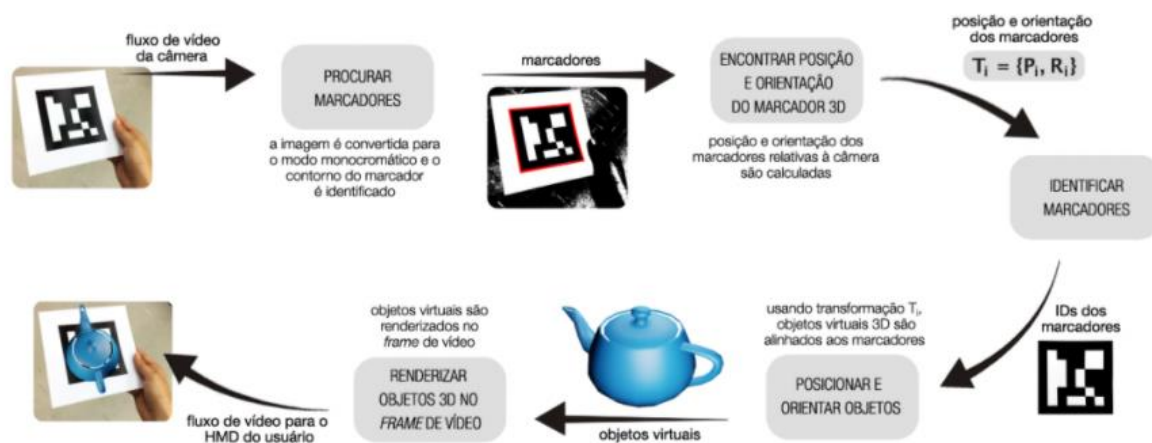 fluxo de vídeo
da câmera
PROCURAR
MARCADORES
a imagem é convertida para
o modo monocromático e o
contorno do marcador
é identificado
marcadores
ENCONTRAR POSIÇÃO
E ORIENTAÇÃO
DO MARCADOR 3D
posição e orientação dos
marcadores relativas à câmera
são calculadas
posição e orientação
dos marcadores
Tᵢ = {Pᵢ, Rᵢ}
IDENTIFICAR
MARCADORES
IDs dos
marcadores
usando transformação Tᵢ,
objetos virtuais 3D são
alinhados aos marcadores
POSICIONAR E
ORIENTAR OBJETOS
objetos virtuais
objetos virtuais são
renderizados no
frame de vídeo
RENDERIZAR
OBJETOS 3D NO
FRAME DE VÍDEO
fluxo de vídeo para o
HMD do usuário